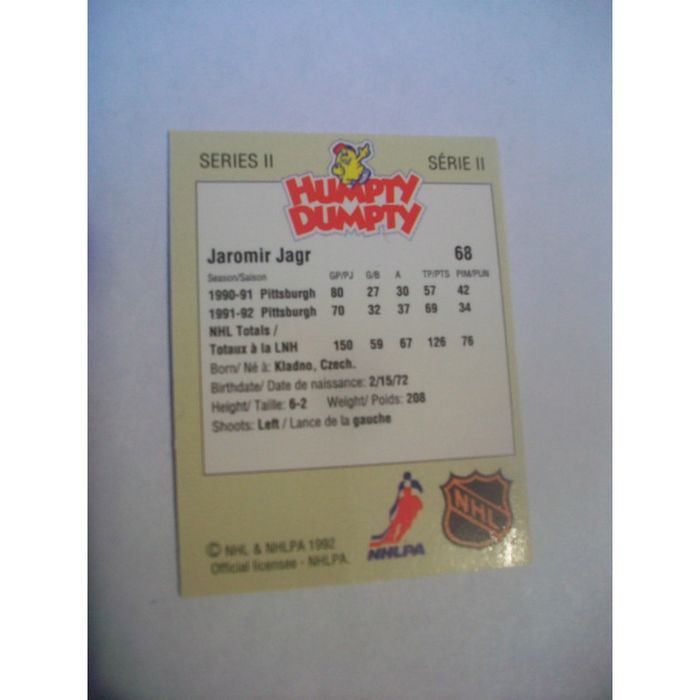 SERIES II SÉRIE II
HUMPTY
DUMPTY
Jaromir Jagr 68
Season/Saison GP/PJ G/B A TP/PTS PIM/PUN
1990-91 Pittsburgh 80 27 30 57 42
1991-92 Pittsburgh 70 32 37 69 34
NHL Totals /
Totaux à la LNH 150 59 67 126 76
Born/ Né à: Kladno, Czech.
Birthdate/ Date de naissance: 2/15/72
Height/ Taille: 6-2 Weight/ Poids: 208
Shoots: Left / Lance de la gauche
NHL
NHLPA
© NHL & NHLPA 1992
Official licensee - NHLPA.